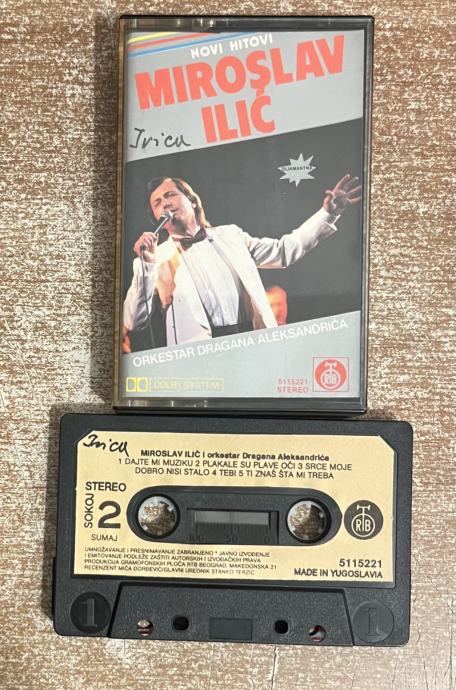 NOVI HITOVI
MIROSLAV
ILIĆ
Ivica
DIJAMANTNA
ORKESTAR DRAGANA ALEKSANDRIĆA
DOLBY SYSTEM
5115221
STEREO
RTB
Ivica
MIROSLAV ILIĆ i orkestar Dragana Aleksandrića
1 DAJTE MI MUZIKU 2 PLAKALE SU PLAVE OČI 3 SRCE MOJE
DOBRO NISI STALO 4 TEBI 5 TI ZNAŠ ŠTA MI TREBA
STEREO
SOKOJ
2
SUMAJ
RTB
UMNOŽAVANJE I PRESNIMAVANJE ZABRANJENO * JAVNO IZVOĐENJE
I EMITOVANJE PODLEŽE ZAŠTITI AUTORSKIH I IZVOĐAČKIH PRAVA
PRODUKCIJA GRAMOFONSKIH PLOČA RTB BEOGRAD, MAKEDONSKA 21
RECENZENT MIĆA ĐORĐEVIĆ/GLAVNI UREDNIK STANKO TERZIĆ
5115221
MADE IN YUGOSLAVIA
1
1